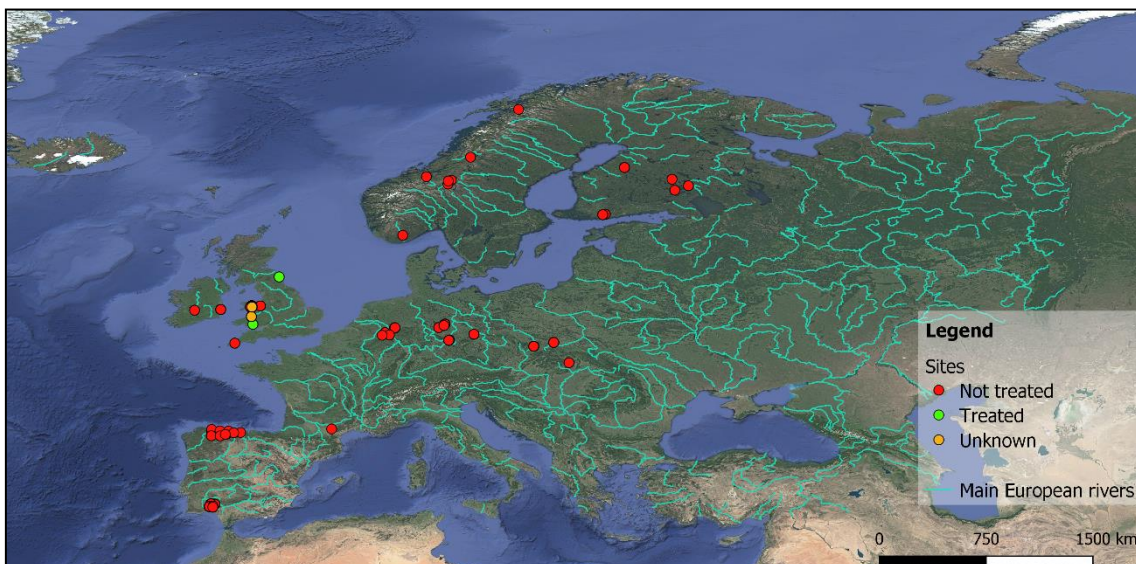 Legend
Sites
Not treated
Treated
Unknown
Main European rivers
0 750 1500 km